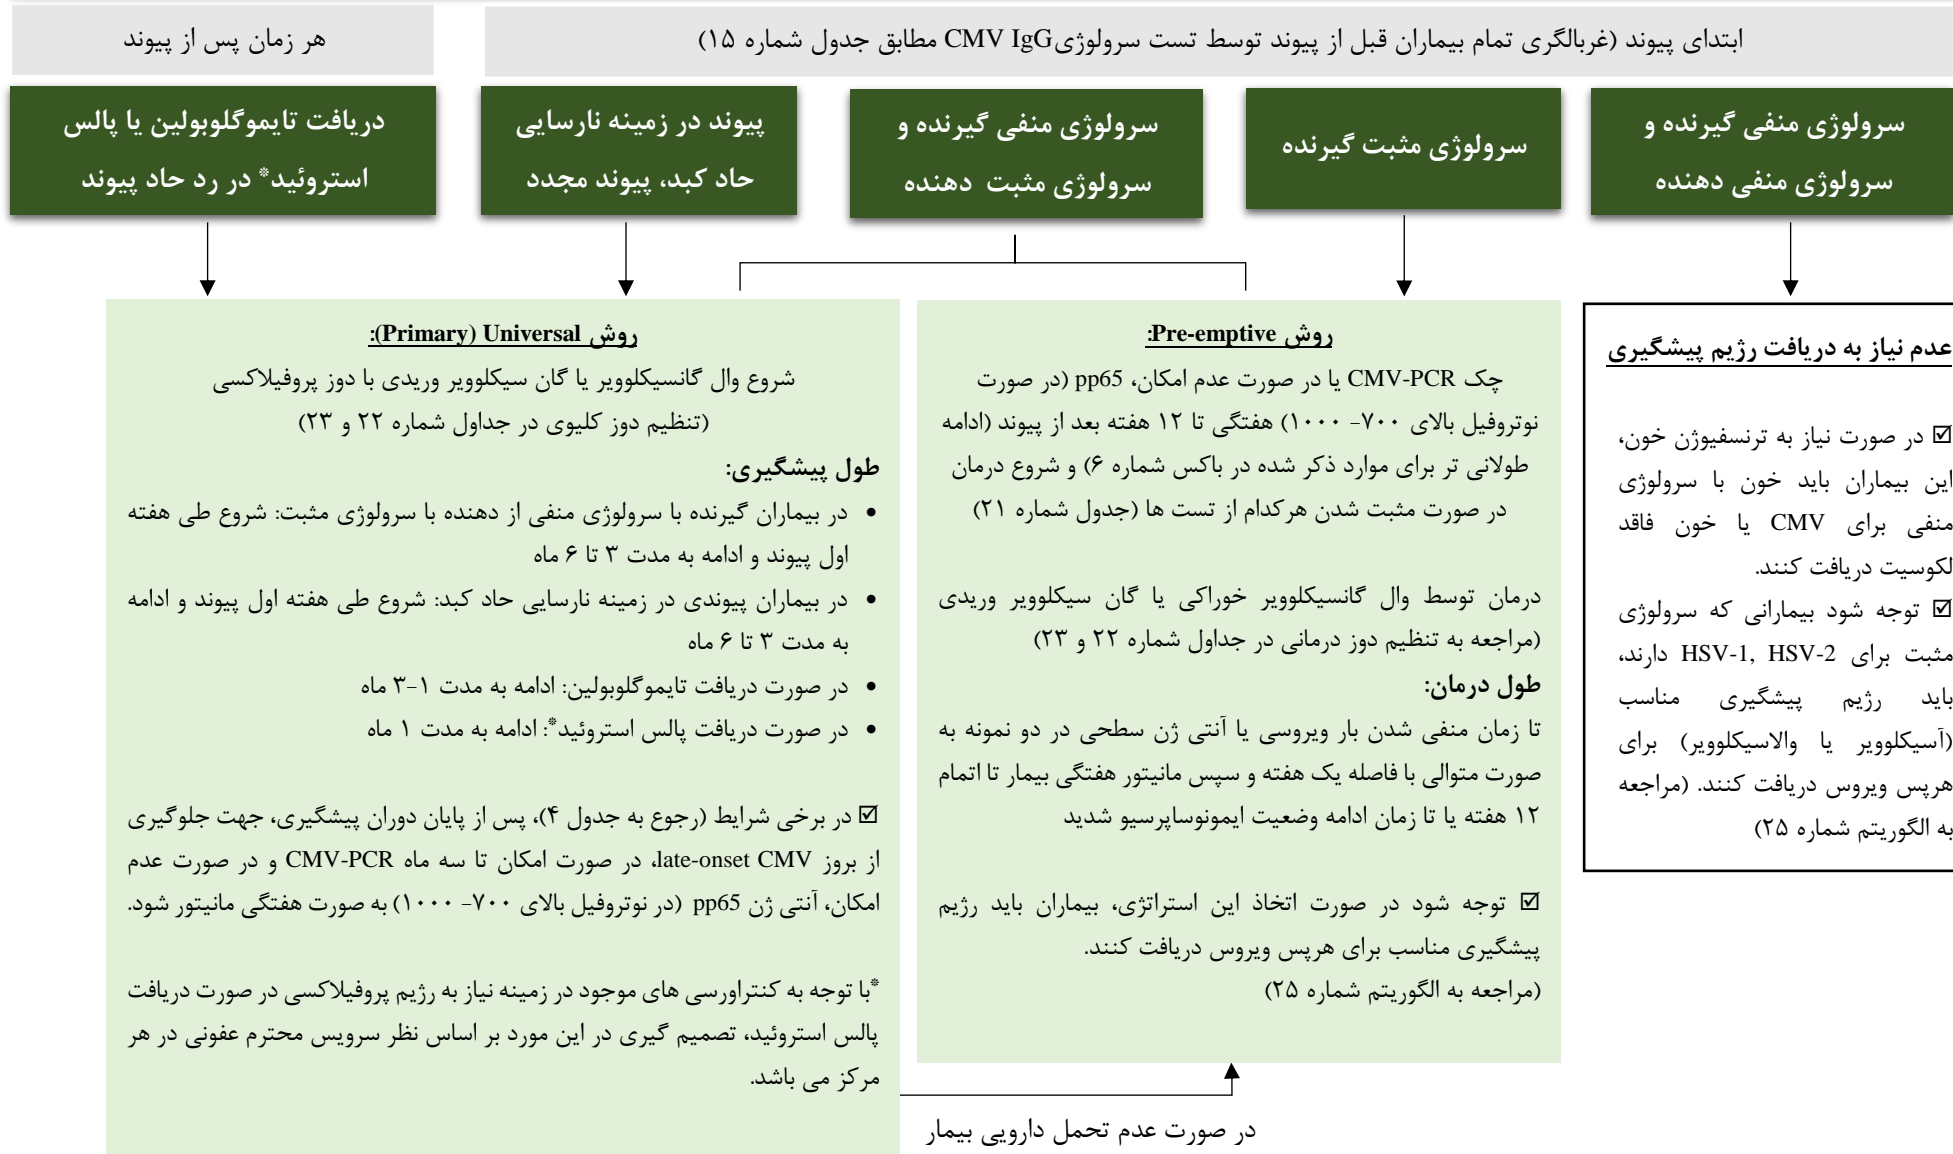 ابتدای پیوند (غربالگری تمام بیماران قبل از پیوند توسط تست سرولوژیCMV IgG مطابق جدول شماره ۱۵)
هر زمان پس از پیوند
سرولوژی منفی گیرنده و
سرولوژی منفی دهنده
سرولوژی مثبت گیرنده
سرولوژی منفی گیرنده و
سرولوژی مثبت دهنده
پیوند در زمینه نارسایی
حاد کبد، پیوند مجدد
دریافت تایموگلوبولین یا پالس
استروئید* در رد حاد پیوند
عدم نیاز به دریافت رژیم پیشگیری
☑ در صورت نیاز به ترنسفیوژن خون،
این بیماران باید خون با سرولوژی
منفی برای CMV یا خون فاقد
لکوسیت دریافت کنند.
☑ توجه شود بیمارانی که سرولوژی
مثبت برای HSV-1, HSV-2 دارند،
باید رژیم پیشگیری مناسب
(آسیکلوویر یا والاسیکلوویر) برای
هرپس ویروس دریافت کنند. (مراجعه
به الگوریتم شماره ۲۵)
روش Pre-emptive:
چک CMV-PCR یا در صورت عدم امکان، pp65 (در صورت
نوتروفیل بالای ۷۰۰- ۱۰۰۰) هفتگی تا ۱۲ هفته بعد از پیوند (ادامه
طولانی تر برای موارد ذکر شده در باکس شماره ۶) و شروع درمان
در صورت مثبت شدن هرکدام از تست ها (جدول شماره ۲۱)
درمان توسط وال گانسیکلوویر خوراکی یا گان سیکلوویر وریدی
(مراجعه به تنظیم دوز درمانی در جداول شماره ۲۲ و ۲۳)
طول درمان:
تا زمان منفی شدن بار ویروسی یا آنتی ژن سطحی در دو نمونه به
صورت متوالی با فاصله یک هفته و سپس مانیتور هفتگی بیمار تا اتمام
۱۲ هفته یا تا زمان ادامه وضعیت ایمونوساپرسیو شدید
☑ توجه شود در صورت اتخاذ این استراتژی، بیماران باید رژیم
پیشگیری مناسب برای هرپس ویروس دریافت کنند.
(مراجعه به الگوریتم شماره ۲۵)
روش Universal (Primary):
شروع وال گانسیکلوویر یا گان سیکلوویر وریدی با دوز پروفیلاکسی
(تنظیم دوز کلیوی در جداول شماره ۲۲ و ۲۳)
طول پیشگیری:
• در بیماران گیرنده با سرولوژی منفی از دهنده با سرولوژی مثبت: شروع طی هفته
اول پیوند و ادامه به مدت ۳ تا ۶ ماه
• در بیماران پیوندی در زمینه نارسایی حاد کبد: شروع طی هفته اول پیوند و ادامه
به مدت ۳ تا ۶ ماه
• در صورت دریافت تایموگلوبولین: ادامه به مدت ۱-۳ ماه
• در صورت دریافت پالس استروئید*: ادامه به مدت ۱ ماه
☑ در برخی شرایط (رجوع به جدول ۴)، پس از پایان دوران پیشگیری، جهت جلوگیری
از بروز late-onset CMV، در صورت امکان تا سه ماه CMV-PCR و در صورت عدم
امکان، آنتی ژن pp65 (در نوتروفیل بالای ۷۰۰- ۱۰۰۰) به صورت هفتگی مانیتور شود.
*با توجه به کنتراورسی های موجود در زمینه نیاز به رژیم پروفیلاکسی در صورت دریافت
پالس استروئید، تصمیم گیری در این مورد بر اساس نظر سرویس محترم عفونی در هر
مرکز می باشد.
در صورت عدم تحمل دارویی بیمار